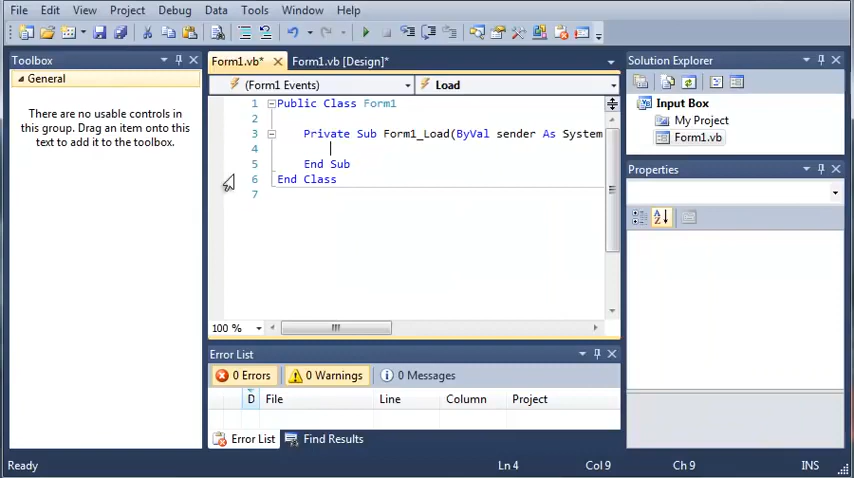 File Edit View Project Debug Data Tools Window Help
Toolbox
General
There are no usable controls in
this group. Drag an item onto this
text to add it to the toolbox.
Form1.vb*
Form1.vb [Design]*
(Form1 Events)
Load
1 Public Class Form1
2
3 Private Sub Form1_Load(ByVal sender As System
4
5 End Sub
6 End Class
7
100 %
Solution Explorer
Input Box
My Project
Form1.vb
Properties
Error List
0 Errors
0 Warnings
0 Messages
D File Line Column Project
Error List
Find Results
Ready Ln 4 Col 9 Ch 9 INS